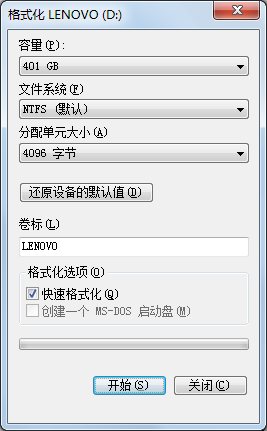 格式化 LENOVO (D:)
容量(P):
401 GB
文件系统(F)
NTFS (默认)
分配单元大小(A)
4096 字节
还原设备的默认值(D)
卷标(L)
LENOVO
格式化选项(O)
快速格式化(Q)
创建一个 MS-DOS 启动盘(M)
开始(S)
关闭(C)